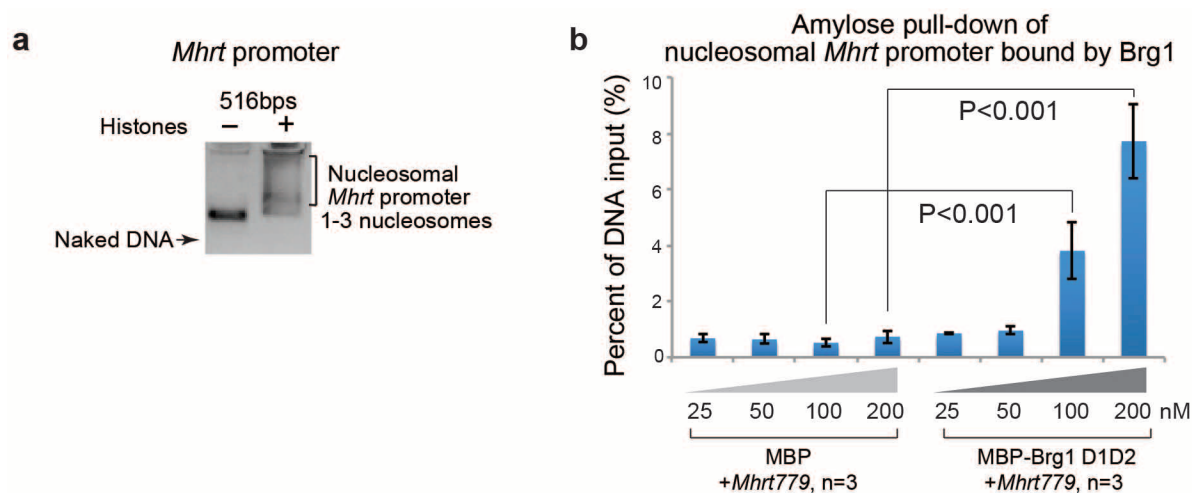 a
Mhrt promoter
516bps
Histones − +
Nucleosomal
Mhrt promoter
1-3 nucleosomes
Naked DNA
b
Amylose pull-down of
nucleosomal Mhrt promoter bound by Brg1
Percent of DNA input (%)
10
8
6
4
2
0
P<0.001
P<0.001
25 50 100 200 25 50 100 200 nM
MBP
+Mhrt779, n=3
MBP-Brg1 D1D2
+Mhrt779, n=3